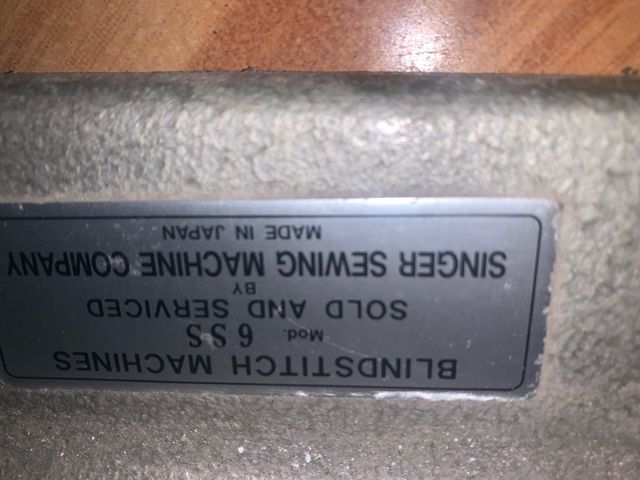 BLINDSTITCH MACHINES
Mod. 6SS
SOLD AND SERVICED
BY
SINGER SEWING MACHINE COMPANY
MADE IN JAPAN